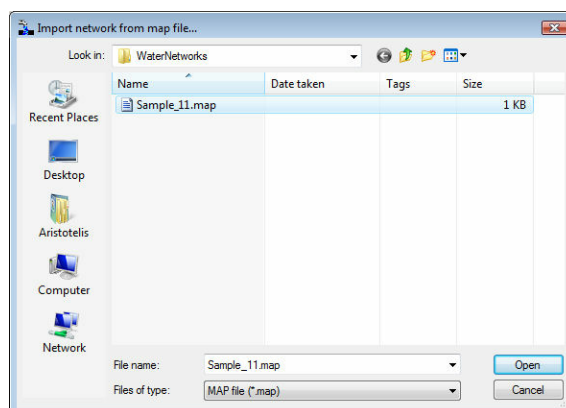 Import network from map file...
Look in: WaterNetworks
Name Date taken Tags Size
Sample_11.map 1 KB
Recent Places
Desktop
Aristotelis
Computer
Network
File name: Sample_11.map Open
Files of type: MAP file (*.map) Cancel